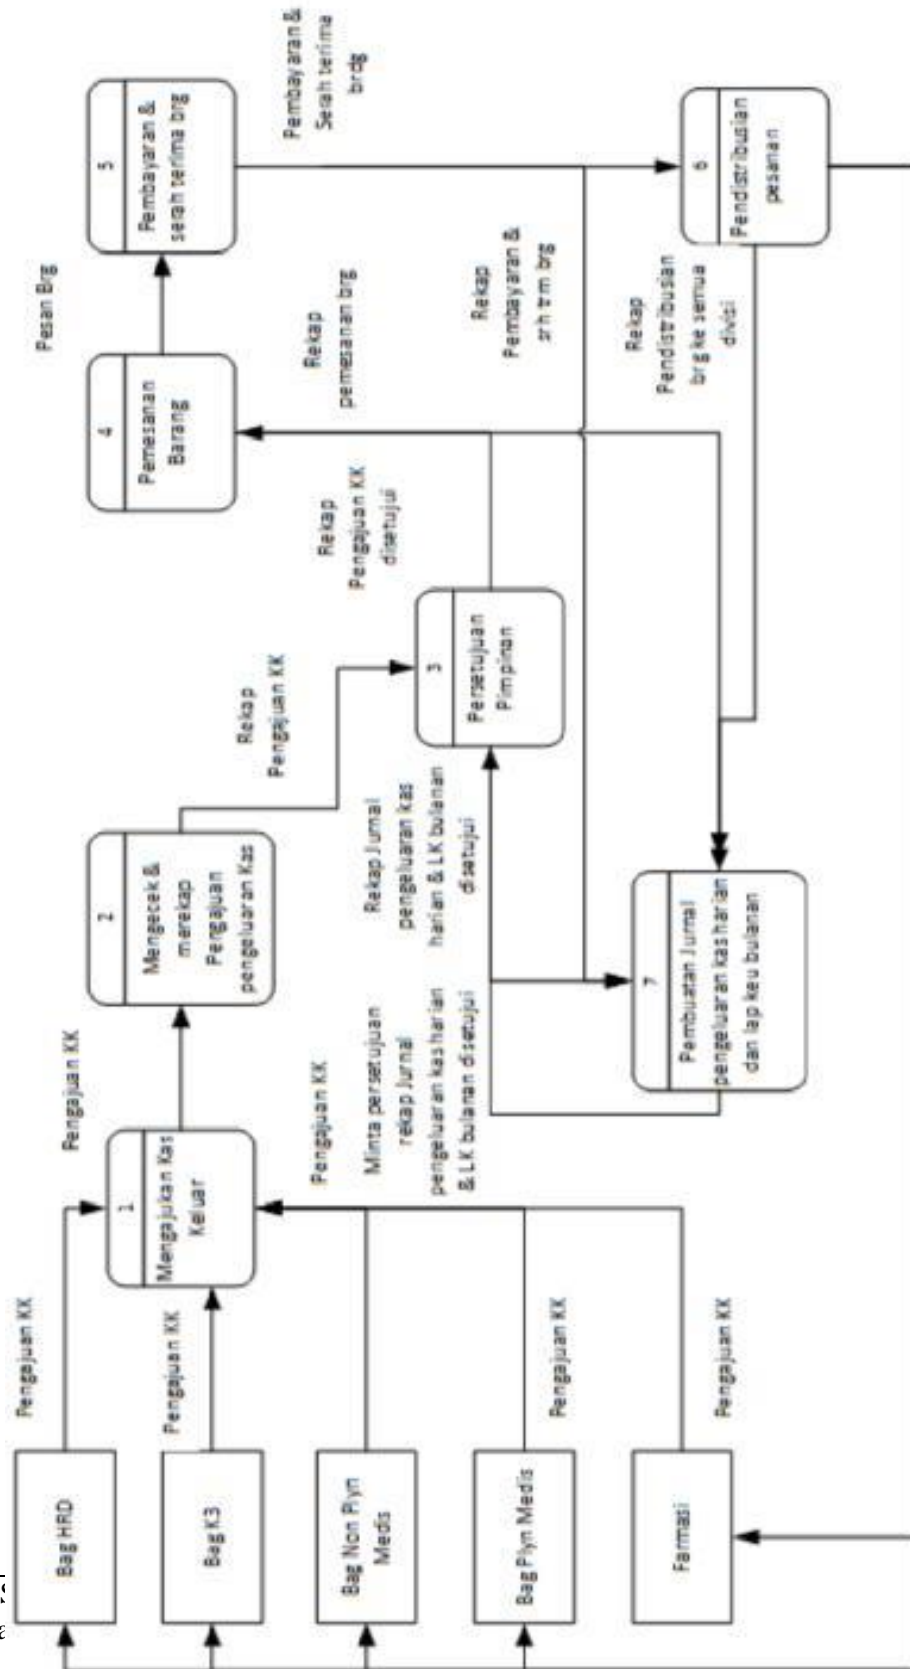 Bag HRD
Bag K3
Bag Non Plyn
Medis
Bag Plyn Medis
Farmasi
Pengajuan KK
Pengajuan KK
Pengajuan KK
Pengajuan KK
Pengajuan KK
1
Mengajukan Kas
Keluar
Pengajuan KK
2
Mengecek &
merekap
Pengajuan
pengeluaran Kas
Rekap
Pengajuan KK
3
Persetujuan
Pimpinan
Rekap
Pengajuan KK
disetujui
4
Pemesanan
Barang
Pesan Brg
5
Pembayaran &
serah terima brg
Pembayaran &
Serah terima
brdg
6
Pendistribusian
pesanan
Rekap
pemesanan brg
Rekap
Pembayaran &
srh trm brg
Rekap
Pendistribusian
brg ke semua
divisi
7
Pembuatan Jurnal
pengeluaran kas harian
dan lap keu bulanan
Minta persetujuan
rekap Jurnal
pengeluaran kas harian
& LK bulanan disetujui
Rekap Jurnal
pengeluaran kas
harian & LK bulanan
disetujui